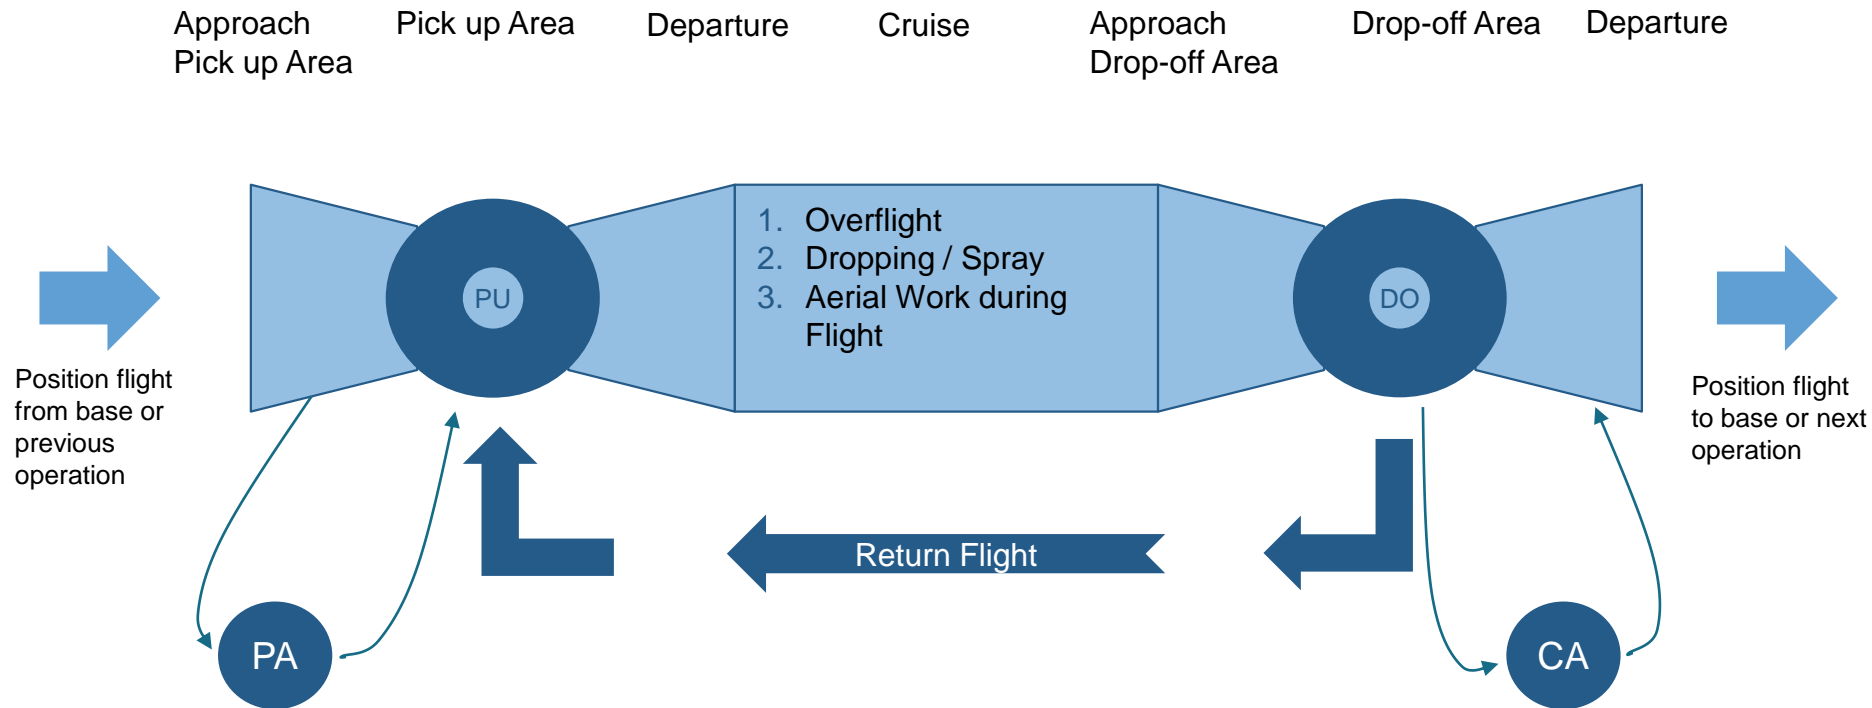 Approach
Pick up Area
Pick up Area
Departure
Cruise
Approach
Drop-off Area
Drop-off Area
Departure
Position flight
from base or
previous
operation
PU
1. Overflight
2. Dropping / Spray
3. Aerial Work during
Flight
DO
Position flight
to base or next
operation
Return Flight
PA
CA